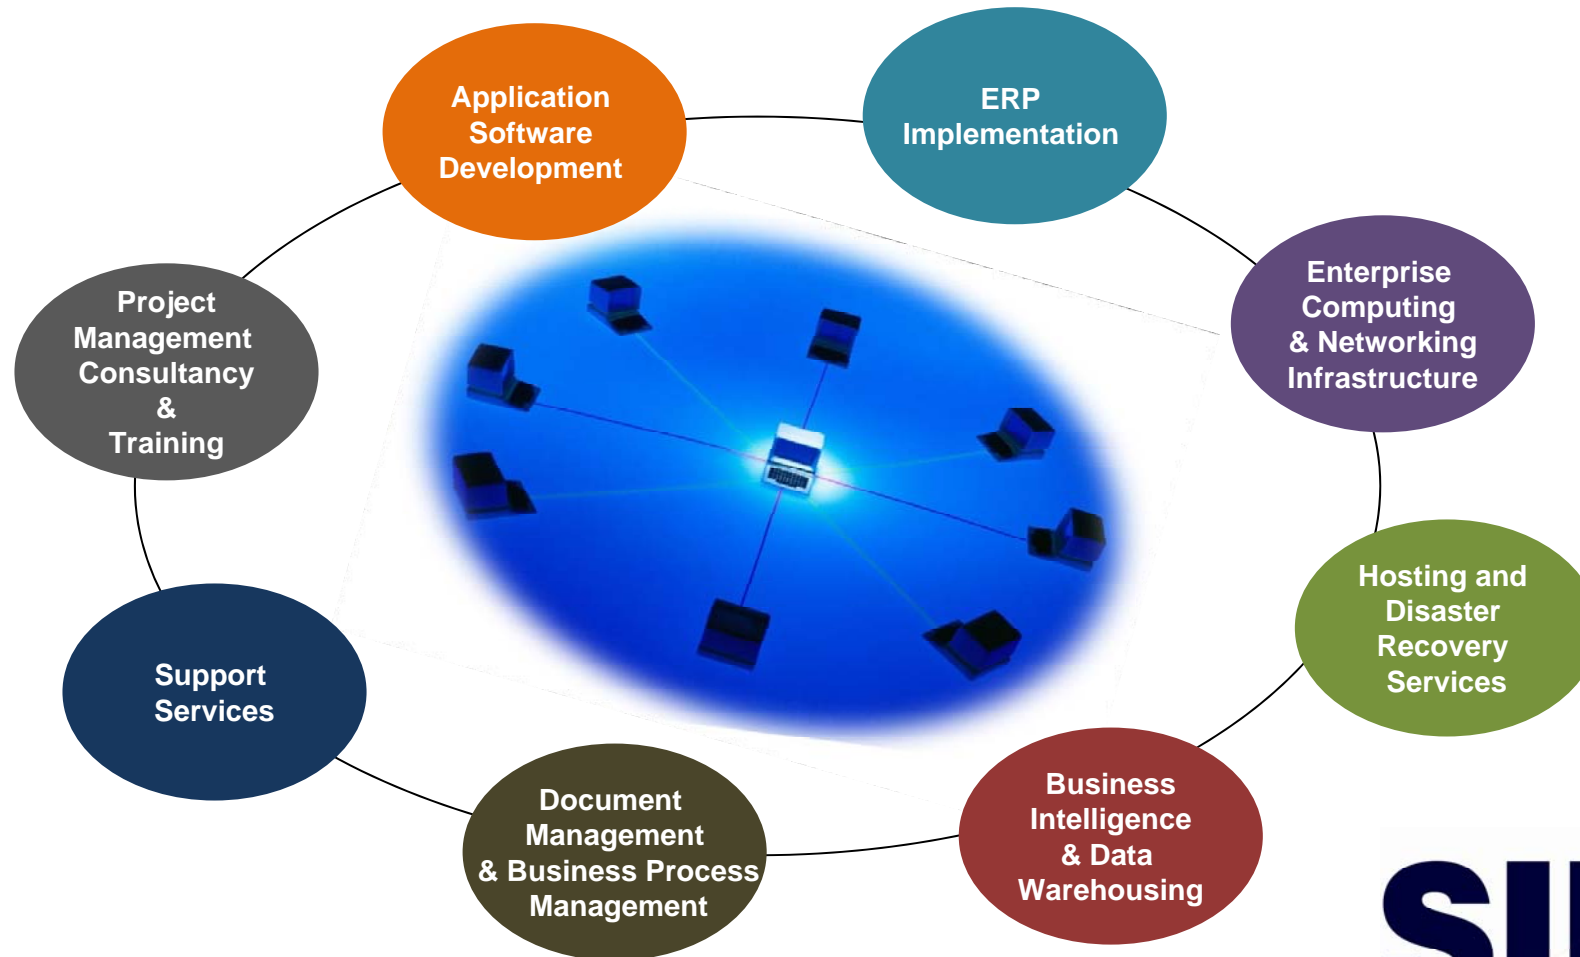 Application
Software
Development
ERP
Implementation
Enterprise
Computing
& Networking
Infrastructure
Hosting and
Disaster
Recovery
Services
Business
Intelligence
& Data
Warehousing
Document
Management
& Business Process
Management
Support
Services
Project
Management
Consultancy
&
Training